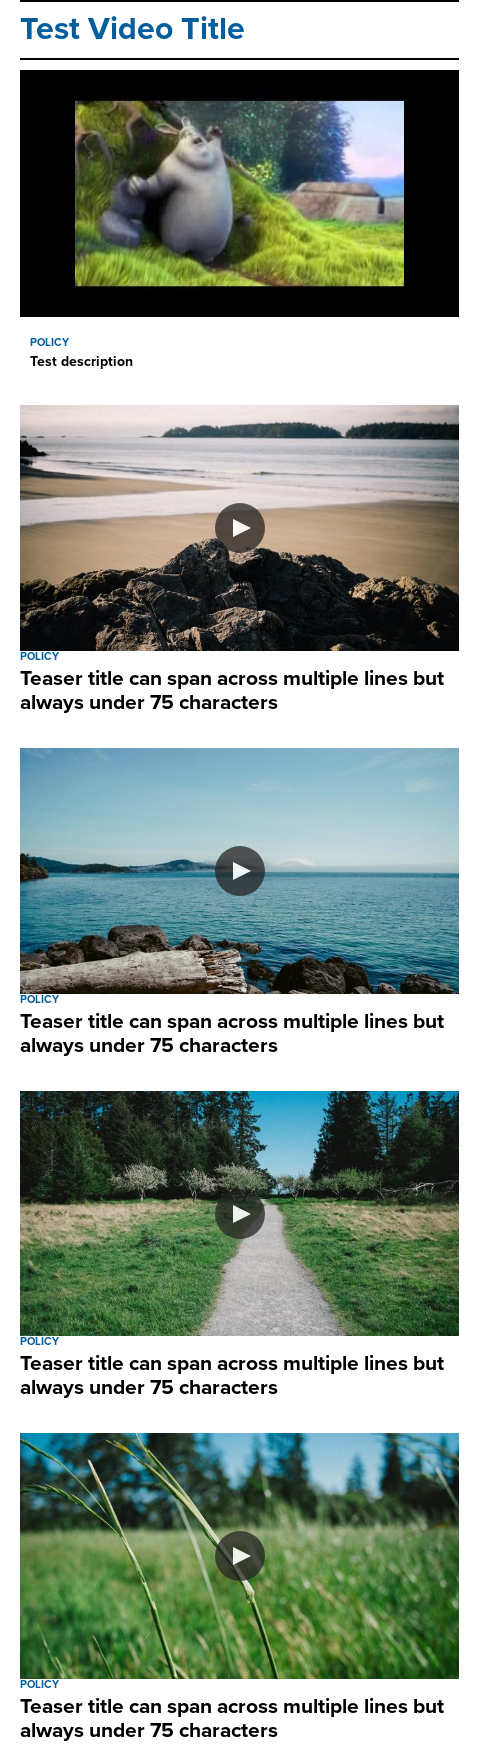 Test Video Title
POLICY
Test description
POLICY
Teaser title can span across multiple lines but
always under 75 characters
POLICY
Teaser title can span across multiple lines but
always under 75 characters
POLICY
Teaser title can span across multiple lines but
always under 75 characters
POLICY
Teaser title can span across multiple lines but
always under 75 characters